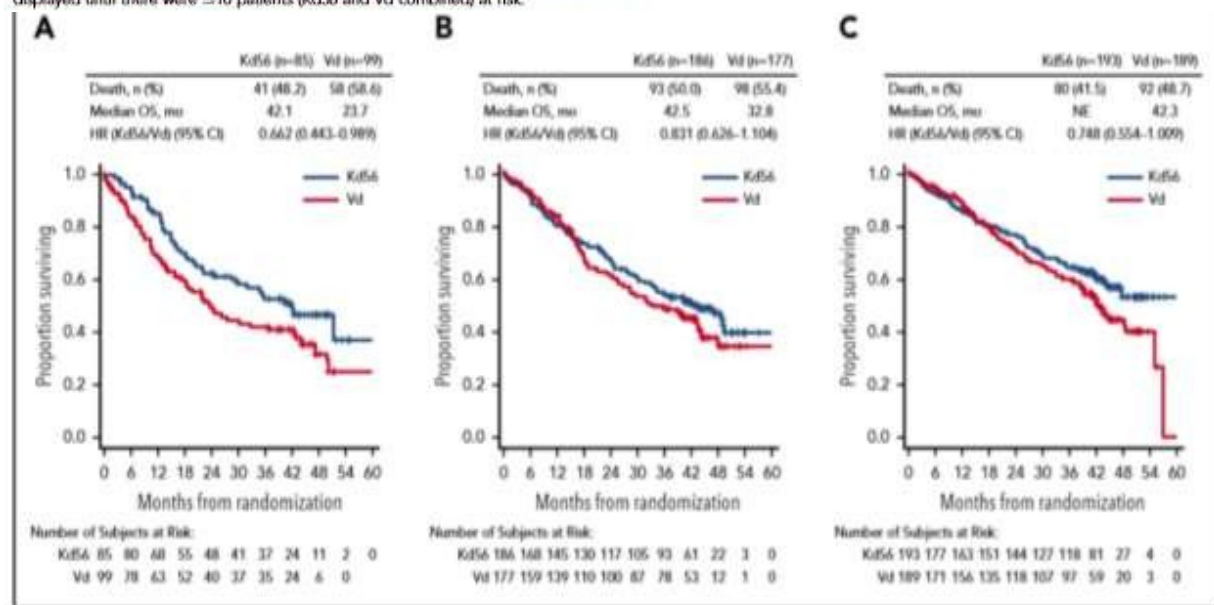 displayed until there were ≤10 patients (Kd56 and Vd combined) at risk.
A
Kd56 (n=85) Vd (n=99)
Death, n (%) 41 (48.2) 58 (58.6)
Median OS, mo 42.1 23.7
HR (Kd56/Vd) (95% CI) 0.662 (0.443-0.989)
1.0
0.8
0.6
0.4
0.2
0.0
Proportion surviving
Kd56
Vd
0 6 12 18 24 30 36 42 48 54 60
Months from randomization
Number of Subjects at Risk:
Kd56 85 80 68 55 48 41 37 24 11 2 0
Vd 99 78 63 52 40 37 35 24 6 0
B
Kd56 (n=186) Vd (n=177)
Death, n (%) 93 (50.0) 98 (55.4)
Median OS, mo 42.5 32.8
HR (Kd56/Vd) (95% CI) 0.831 (0.626-1.104)
1.0
0.8
0.6
0.4
0.2
0.0
Proportion surviving
Kd56
Vd
0 6 12 18 24 30 36 42 48 54 60
Months from randomization
Number of Subjects at Risk:
Kd56 186 168 145 130 117 105 93 61 22 3 0
Vd 177 159 139 110 100 87 78 53 12 1 0
C
Kd56 (n=193) Vd (n=189)
Death, n (%) 80 (41.5) 92 (48.7)
Median OS, mo NE 42.3
HR (Kd56/Vd) (95% CI) 0.748 (0.554-1.009)
1.0
0.8
0.6
0.4
0.2
0.0
Proportion surviving
Kd56
Vd
0 6 12 18 24 30 36 42 48 54 60
Months from randomization
Number of Subjects at Risk:
Kd56 193 177 163 151 144 127 118 81 27 4 0
Vd 189 171 156 135 118 107 97 59 20 3 0